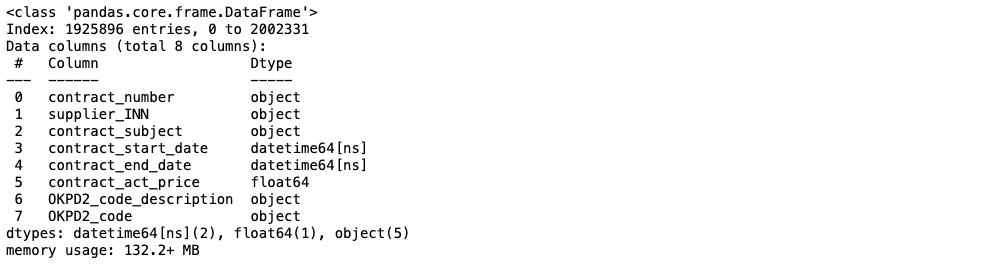 <class 'pandas.core.frame.DataFrame'>
Index: 1925896 entries, 0 to 2002331
Data columns (total 8 columns):
 #   Column                  Dtype
---  ------                  -----
 0   contract_number         object
 1   supplier_INN            object
 2   contract_subject        object
 3   contract_start_date     datetime64[ns]
 4   contract_end_date       datetime64[ns]
 5   contract_act_price      float64
 6   OKPD2_code_description  object
 7   OKPD2_code              object
dtypes: datetime64[ns](2), float64(1), object(5)
memory usage: 132.2+ MB